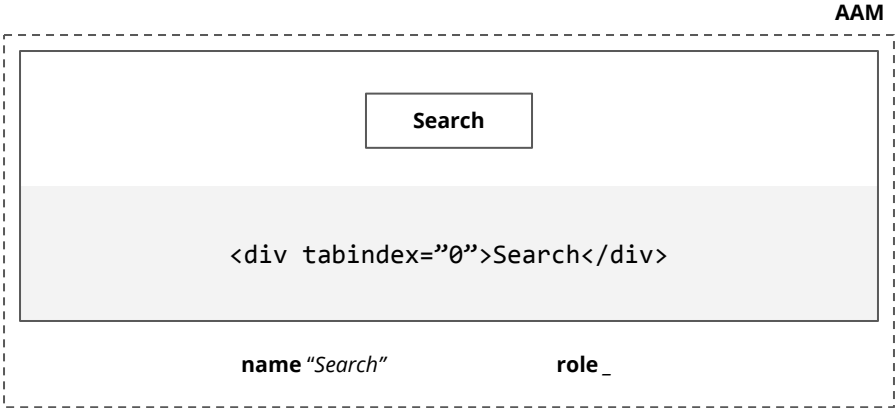 AAM
Search
<div tabindex=”0”>Search</div>
name “Search” role _